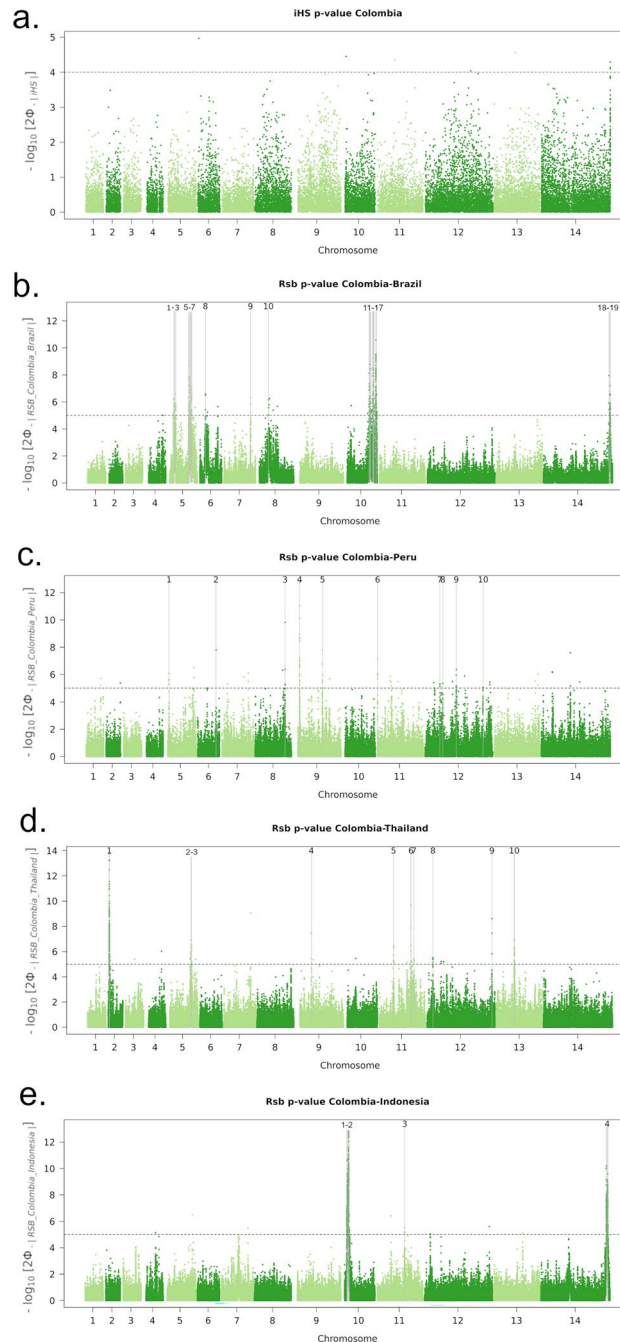 a.
iHS p-value Colombia
- log10 [2Φ - | iHS |]
5
4
3
2
1
0
1 2 3 4 5 6 7 8 9 10 11 12 13 14
Chromosome
b.
Rsb p-value Colombia-Brazil
1-3 5-7 8 9 10 11-17 18-19
- log10 [2Φ - | RSB_Colombia_Brazil |]
12
10
8
6
4
2
0
1 2 3 4 5 6 7 8 9 10 11 12 13 14
Chromosome
c.
Rsb p-value Colombia-Peru
1 2 3 4 5 6 7 8 9 10
- log10 [2Φ - | RSB_Colombia_Peru |]
12
10
8
6
4
2
0
1 2 3 4 5 6 7 8 9 10 11 12 13 14
Chromosome
d.
Rsb p-value Colombia-Thailand
1 2-3 4 5 6 7 8 9 10
- log10 [2Φ - | RSB_Colombia_Thailand |]
14
12
10
8
6
4
2
0
1 2 3 4 5 6 7 8 9 10 11 12 13 14
Chromosome
e.
Rsb p-value Colombia-Indonesia
1-2 3 4
- log10 [2Φ - | RSB_Colombia_Indonesia |]
12
10
8
6
4
2
0
1 2 3 4 5 6 7 8 9 10 11 12 13 14
Chromosome